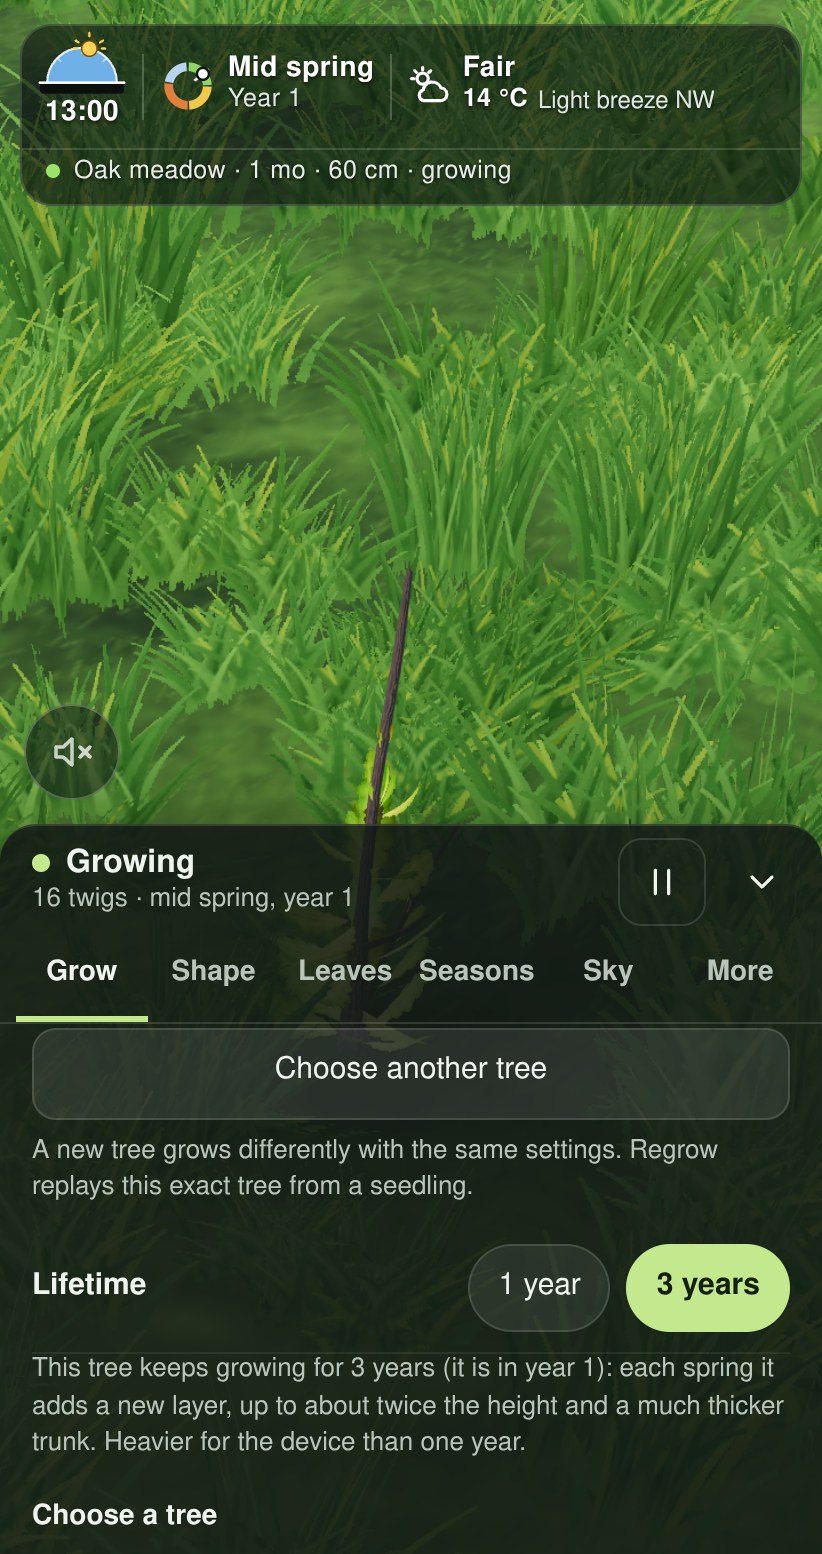 13:00
Mid spring
Year 1
Fair
14 °C Light breeze NW
Oak meadow · 1 mo · 60 cm · growing
Growing
16 twigs · mid spring, year 1
Grow Shape Leaves Seasons Sky More
Choose another tree
A new tree grows differently with the same settings. Regrow
replays this exact tree from a seedling.
Lifetime 1 year 3 years
This tree keeps growing for 3 years (it is in year 1): each spring it
adds a new layer, up to about twice the height and a much thicker
trunk. Heavier for the device than one year.
Choose a tree